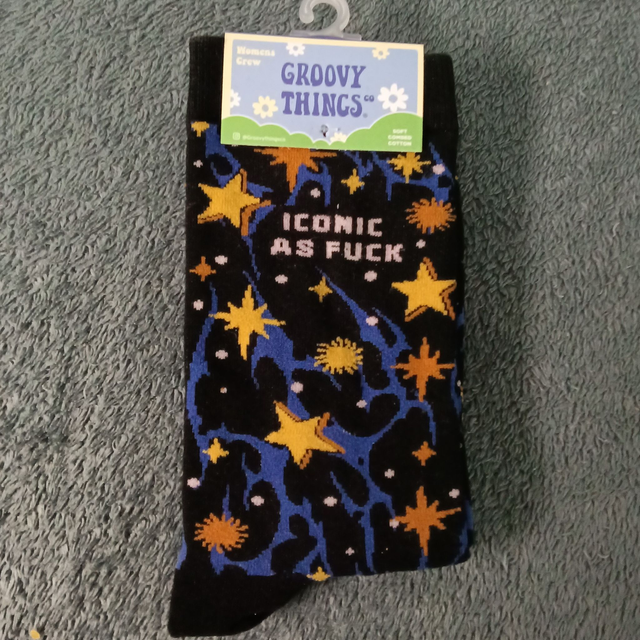 Womens
Crew
GROOVY
THINGS CO
SOFT
COMBED
COTTON
ICONIC
AS FUCK